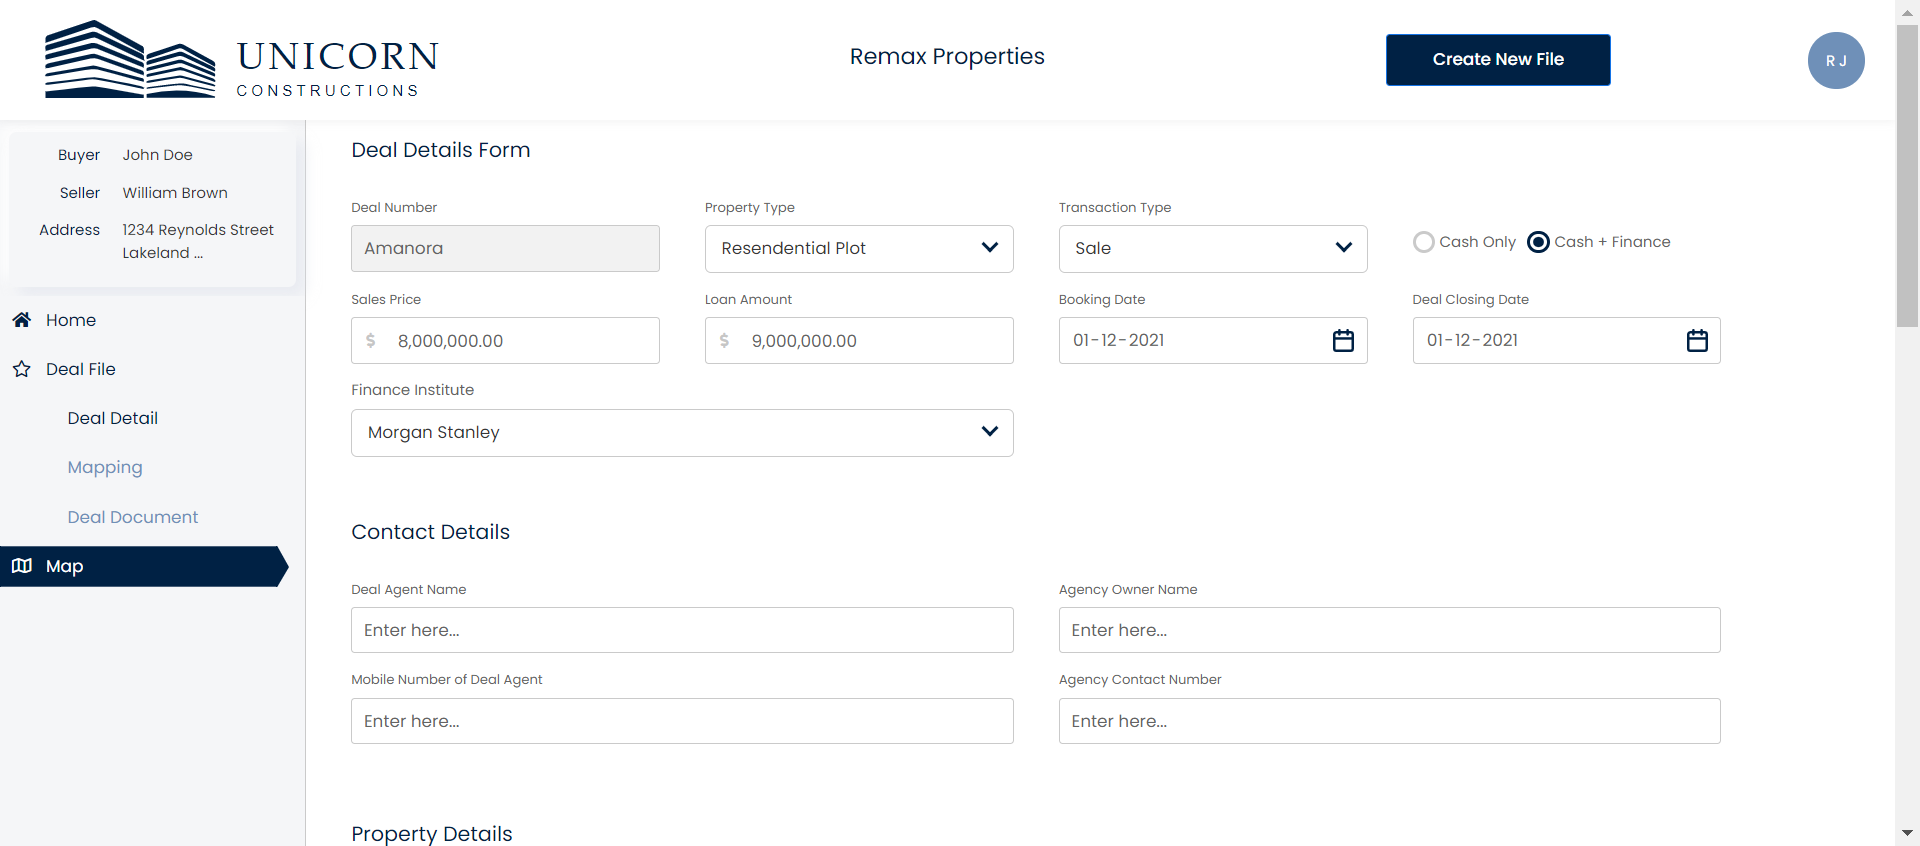 UNICORN
CONSTRUCTIONS
Remax Properties
Create New File
R J
Buyer John Doe
Seller William Brown
Address 1234 Reynolds Street
Lakeland ...
Home
Deal File
Deal Detail
Mapping
Deal Document
Map
Deal Details Form
Deal Number
Property Type
Transaction Type
Amanora
Resendential Plot
Sale
Cash Only
Cash + Finance
Sales Price
Loan Amount
Booking Date
Deal Closing Date
$ 8,000,000.00
$ 9,000,000.00
01-12-2021
01-12-2021
Finance Institute
Morgan Stanley
Contact Details
Deal Agent Name
Agency Owner Name
Enter here...
Enter here...
Mobile Number of Deal Agent
Agency Contact Number
Enter here...
Enter here...
Property Details